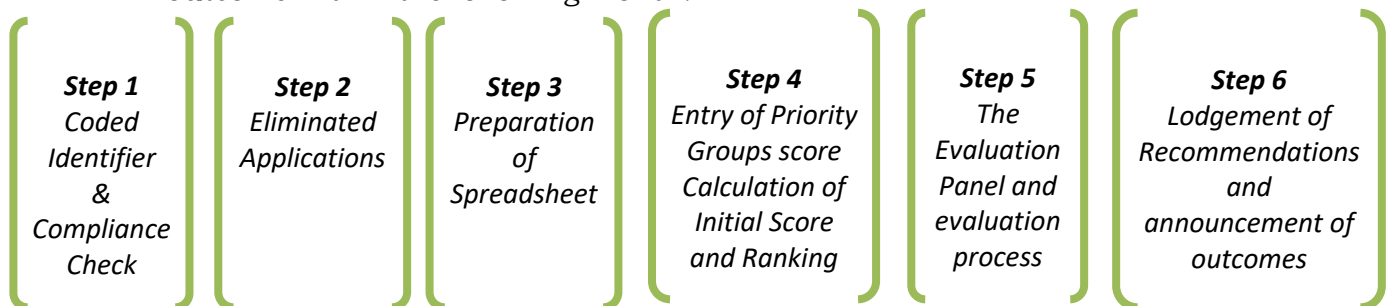 Step 1
Coded
Identifier
&
Compliance
Check
Step 2
Eliminated
Applications
Step 3
Preparation
of
Spreadsheet
Step 4
Entry of Priority
Groups score
Calculation of
Initial Score
and Ranking
Step 5
The
Evaluation
Panel and
evaluation
process
Step 6
Lodgement of
Recommendations
and
announcement of
outcomes